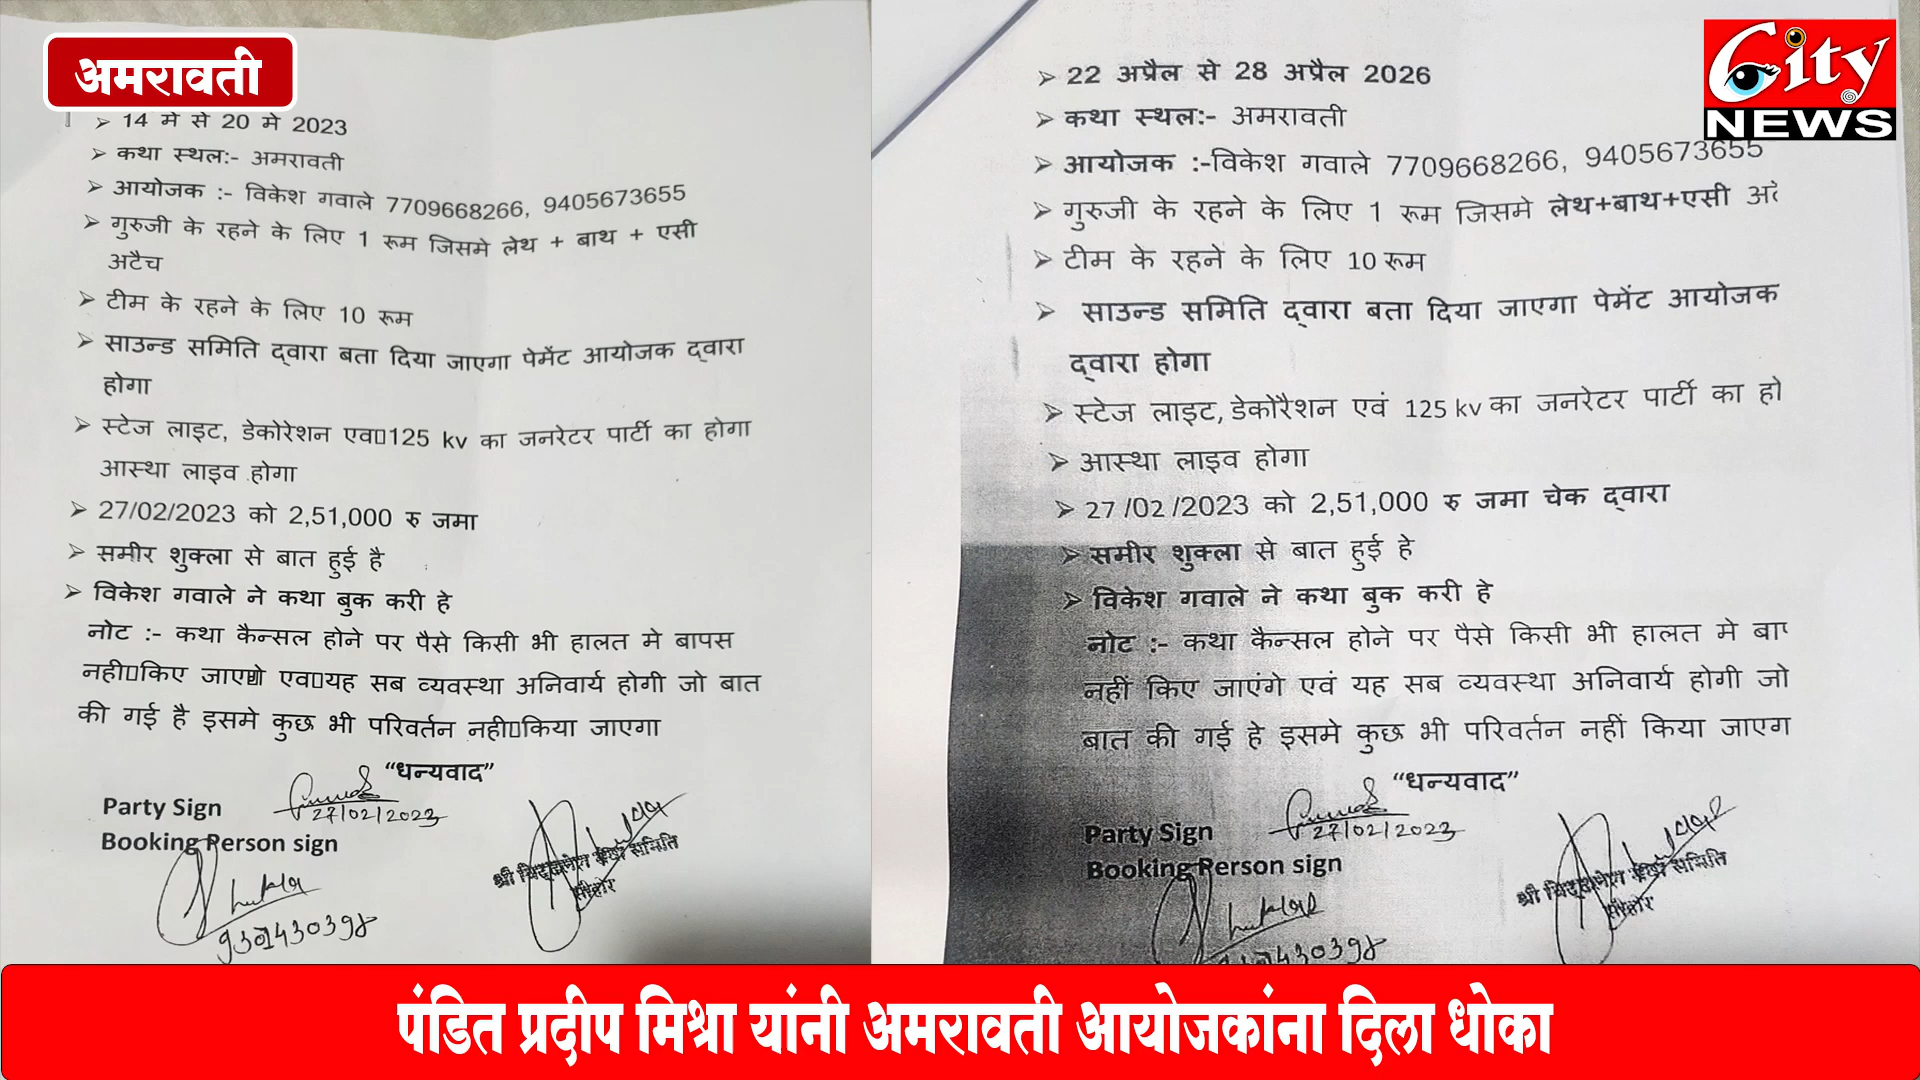 अमरावती
14 मे से 20 मे 2023
कथा स्थल:- अमरावती
आयोजक :- विकेश गवाले 7709668266, 9405673655
गुरुजी के रहने के लिए 1 रूम जिसमे लेथ + बाथ + एसी
अटैच
टीम के रहने के लिए 10 रूम
साउन्ड समिति द्वारा बता दिया जाएगा पेमेंट आयोजक द्वारा
होगा
स्टेज लाइट, डेकोरेशन एव 125 kv का जनरेटर पार्टी का होगा
आस्था लाइव होगा
27/02/2023 को 2,51,000 रु जमा
समीर शुक्ला से बात हुई है
विकेश गवाले ने कथा बुक करी हे
नोट :- कथा कैन्सल होने पर पैसे किसी भी हालत मे बापस
नही किए एव यह सब व्यवस्था अनिवार्य होगी जो बात
की गई है इसमे कुछ भी परिवर्तन नही किया जाएगा
“धन्यवाद”
Party Sign
27/02/2023
Booking Person sign
Shukla
समिति
सीहोर
City
NEWS
22 अप्रैल से 28 अप्रैल 2026
कथा स्थल:- अमरावती
आयोजक :-विकेश गवाले 7709668266, 9405673655
गुरुजी के रहने के लिए 1 रूम जिसमे लेथ+बाथ+एसी
टीम के रहने के लिए 10 रूम
साउन्ड समिति द्वारा बता दिया जाएगा पेमेंट आयोजक
द्वारा होगा
स्टेज लाइट, डेकोरैशन एवं 125 kv का जनरेटर पार्टी का हो
आस्था लाइव होगा
27 /02 /2023 को 2,51,000 रु जमा चेक द्वारा
समीर शुक्ला से बात हुई हे
विकेश गवाले ने कथा बुक करी हे
नोट :- कथा कैन्सल होने पर पैसे किसी भी हालत मे
नहीं किए जाएंगे एवं यह सब व्यवस्था अनिवार्य होगी जो
बात की गई हे इसमे कुछ भी परिवर्तन नहीं किया जाएग
“धन्यवाद”
Party Sign
27/02/2023
Booking Person sign
समिति
सीहोर
पंडित प्रदीप मिश्रा यांनी अमरावती आयोजकांना दिला धोका